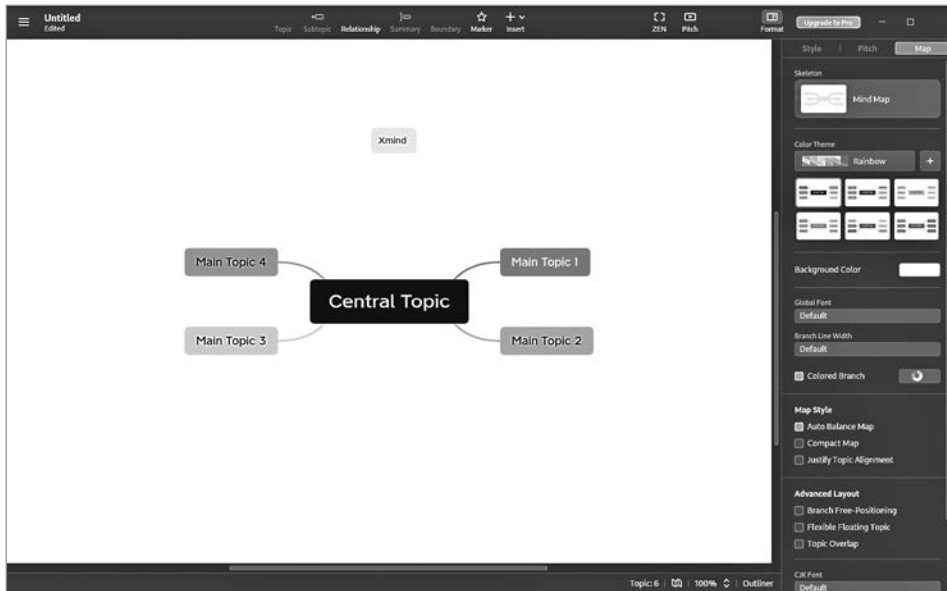 Untitled
Edited
Topic Subtopic Relationship Summary Boundary Marker Insert
ZEN Pitch Format Upgrade to Pro
Style Pitch Map
Skeleton
Mind Map
Color Theme
Rainbow
Background Color
Global Font
Default
Branch Line Width
Default
Colored Branch
Map Style
Auto Balance Map
Compact Map
Justify Topic Alignment
Advanced Layout
Branch Free-Positioning
Flexible Floating Topic
Topic Overlap
CJK Font
Default
Xmind
Main Topic 4
Main Topic 1
Central Topic
Main Topic 3
Main Topic 2
Topic: 6 100% Outliner